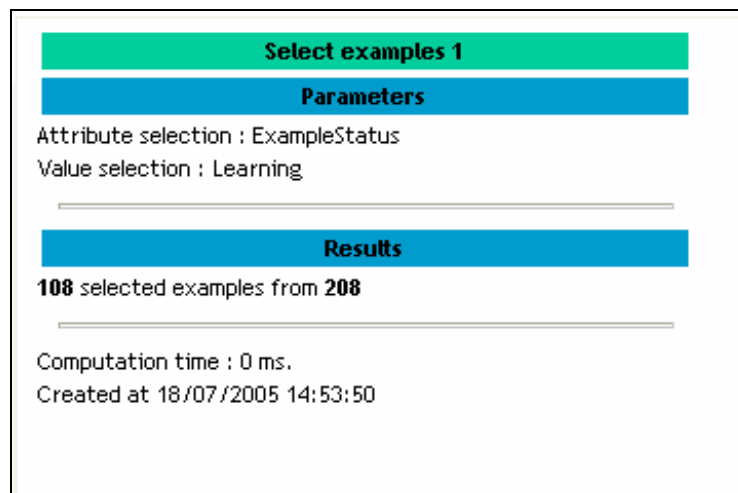 Select examples 1
Parameters
Attribute selection : ExampleStatus
Value selection : Learning
Results
108 selected examples from 208
Computation time : 0 ms.
Created at 18/07/2005 14:53:50